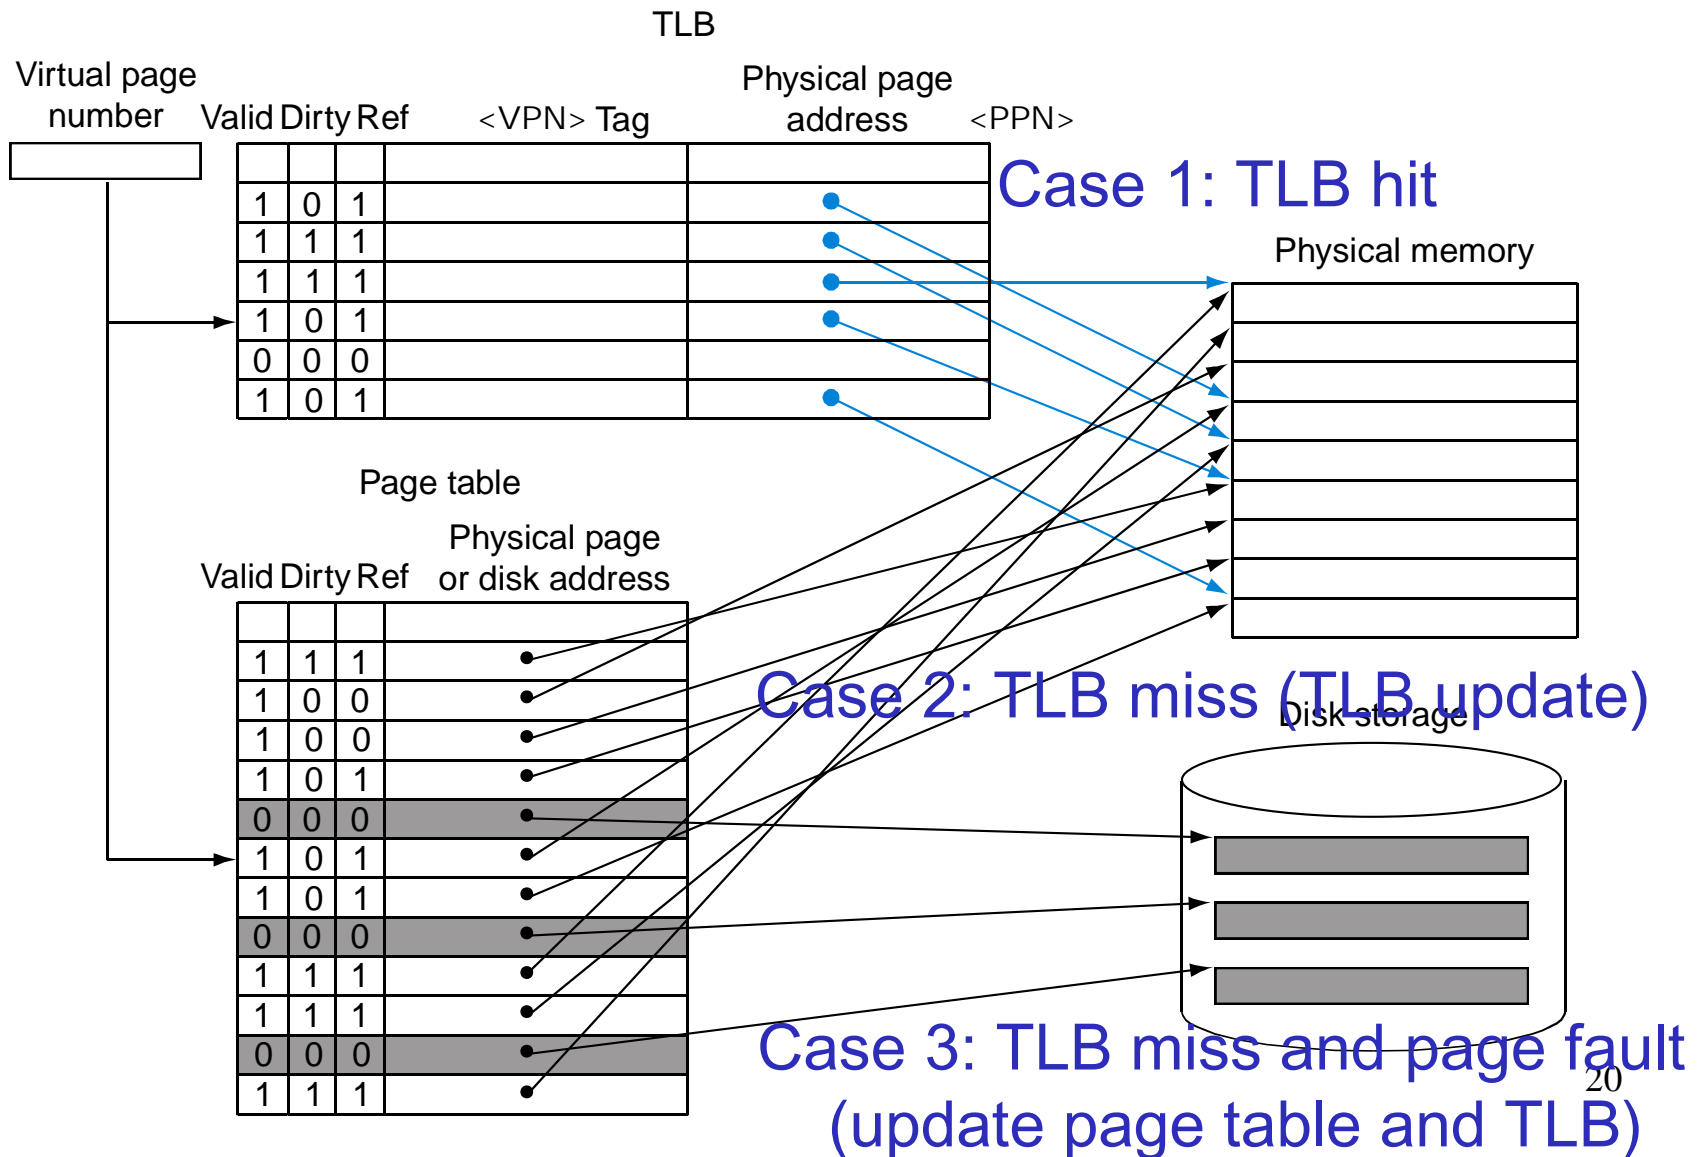 TLB
Virtual page
number
Physical page
address
Valid Dirty Ref <VPN> Tag <PPN>
1 0 1
1 1 1
1 1 1
1 0 1
0 0 0
1 0 1
Case 1: TLB hit
Physical memory
Page table
Physical page
or disk address
Valid Dirty Ref
1 1 1
1 0 0
1 0 0
1 0 1
0 0 0
1 0 1
1 0 1
0 0 0
1 1 1
1 1 1
0 0 0
1 1 1
Case 2: TLB miss (TLB update)
Disk storage
Case 3: TLB miss and page fault
(update page table and TLB)
20